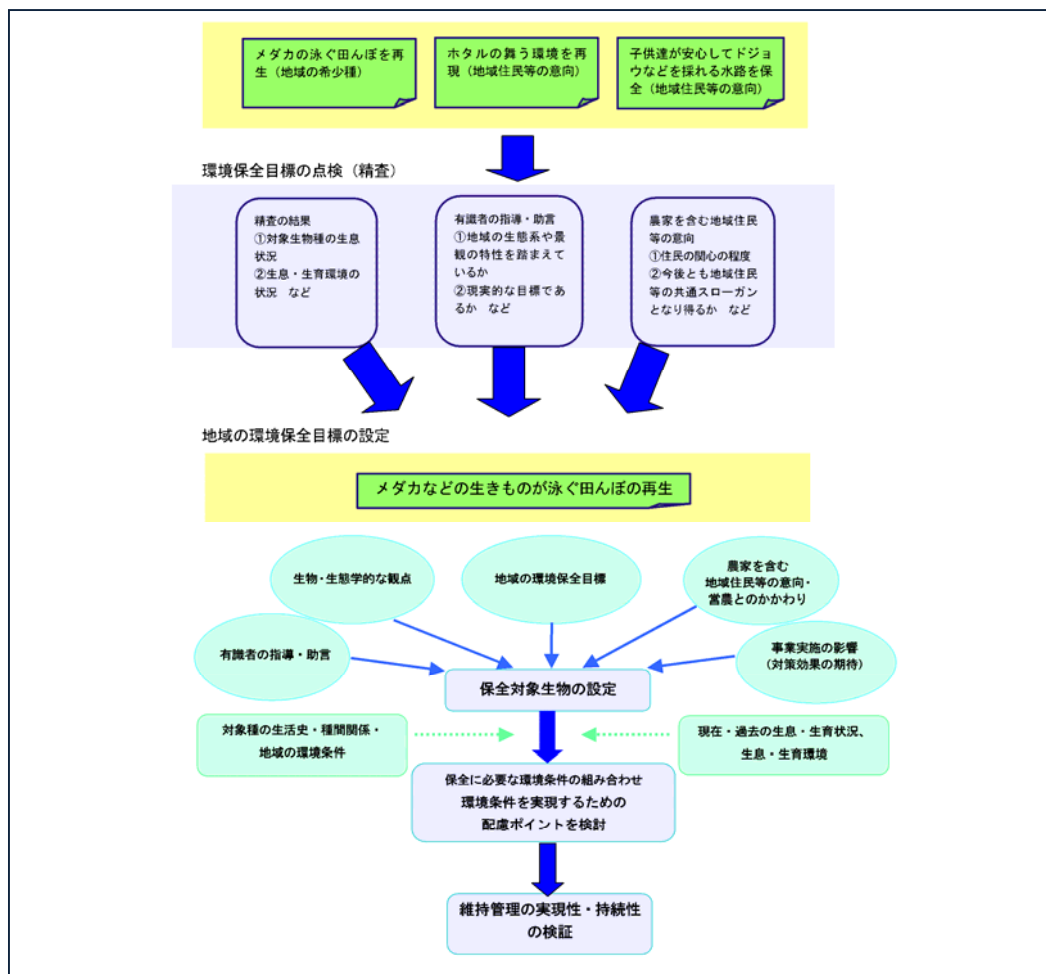 メダカの泳ぐ田んぼを再
生（地域の希少種）
ホタルの舞う環境を再
現（地域住民等の意向）
子供達が安心してドジョ
ウなどを採れる水路を保
全（地域住民等の意向）
環境保全目標の点検（精査）
精査の結果
①対象生物種の生息
状況
②生息・生育環境の
状況　など
有識者の指導・助言
①地域の生態系や景
観の特性を踏まえて
いるか
②現実的な目標であ
るか　など
農家を含む地域住民
等の意向
①住民の関心の程度
②今後とも地域住民
等の共通スローガン
となり得るか　など
地域の環境保全目標の設定
メダカなどの生きものが泳ぐ田んぼの再生
生物・生態学的な観点
地域の環境保全目標
農家を含む
地域住民等の意向・
営農とのかかわり
有識者の指導・助言
事業実施の影響
（対策効果の期待）
保全対象生物の設定
対象種の生活史・種間関係・
地域の環境条件
現在・過去の生息・生育状況、
生息・生育環境
保全に必要な環境条件の組み合わせ
環境条件を実現するための
配慮ポイントを検討
維持管理の実現性・持続性
の検証